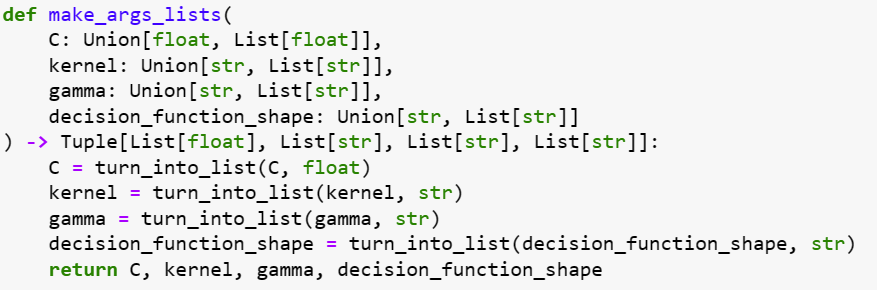 def make_args_lists(
    C: Union[float, List[float]],
    kernel: Union[str, List[str]],
    gamma: Union[str, List[str]],
    decision_function_shape: Union[str, List[str]]
) -> Tuple[List[float], List[str], List[str], List[str]]:
    C = turn_into_list(C, float)
    kernel = turn_into_list(kernel, str)
    gamma = turn_into_list(gamma, str)
    decision_function_shape = turn_into_list(decision_function_shape, str)
    return C, kernel, gamma, decision_function_shape